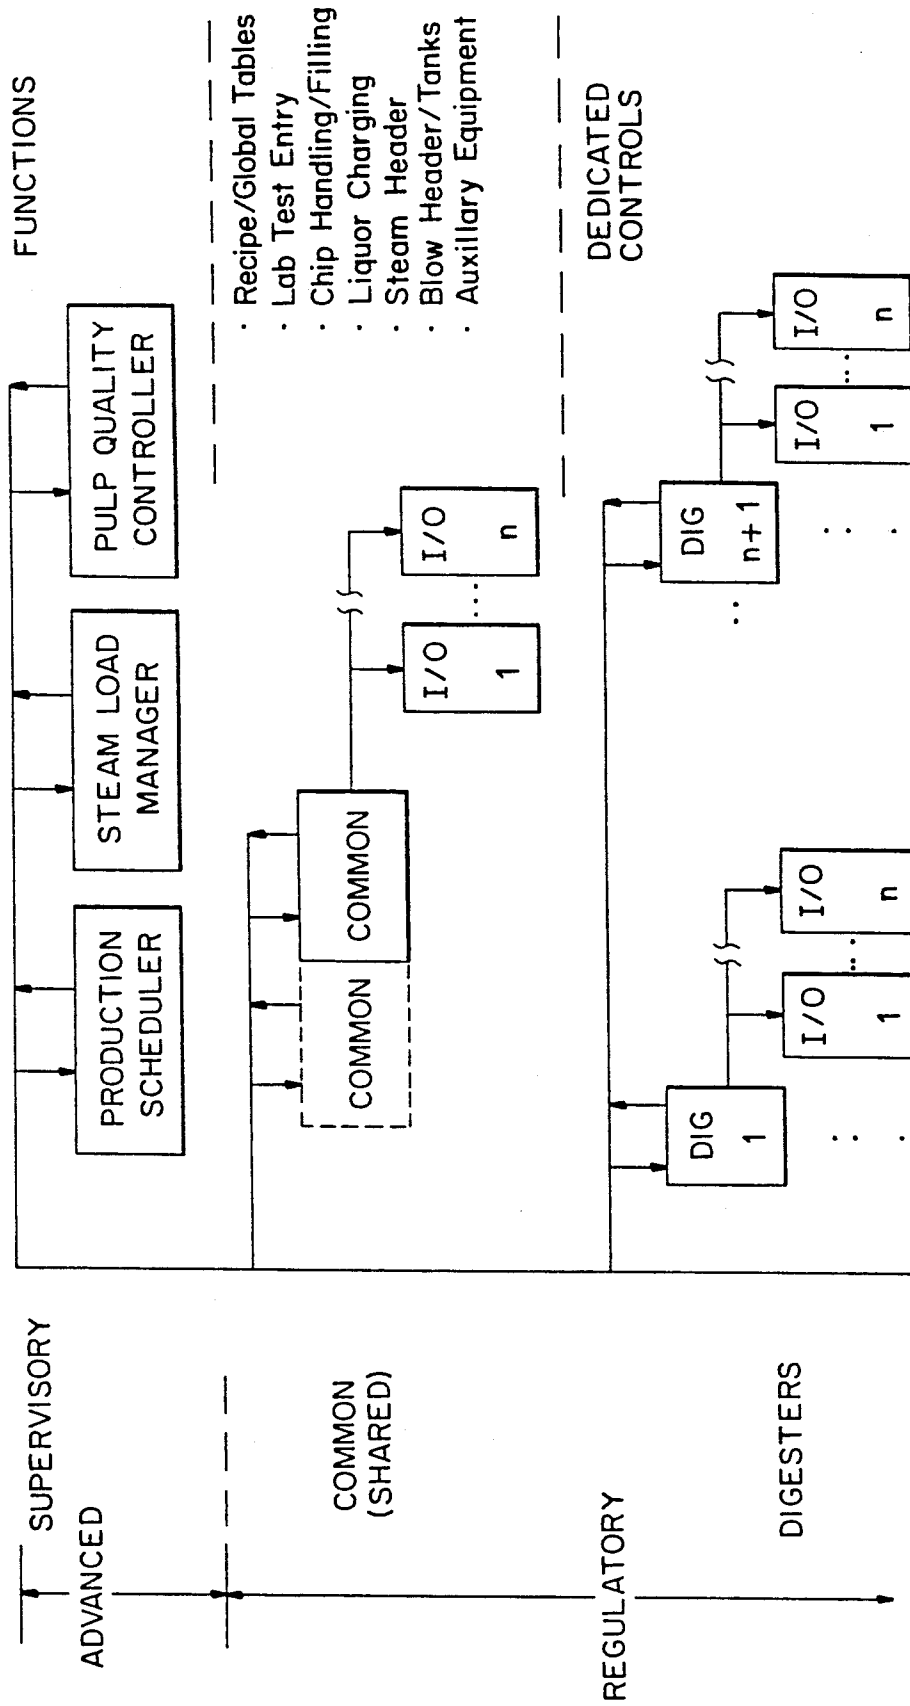 SUPERVISORY
ADVANCED
FUNCTIONS
PRODUCTION
SCHEDULER
STEAM LOAD
MANAGER
PULP QUALITY
CONTROLLER
COMMON
(SHARED)
COMMON
COMMON
I/O
1
I/O
n
· Recipe/Global Tables
· Lab Test Entry
· Chip Handling/Filling
· Liquor Charging
· Steam Header
· Blow Header/Tanks
· Auxillary Equipment
REGULATORY
DIGESTERS
DEDICATED
CONTROLS
DIG
1
I/O
1
I/O
n
DIG
n+1
I/O
1
I/O
n